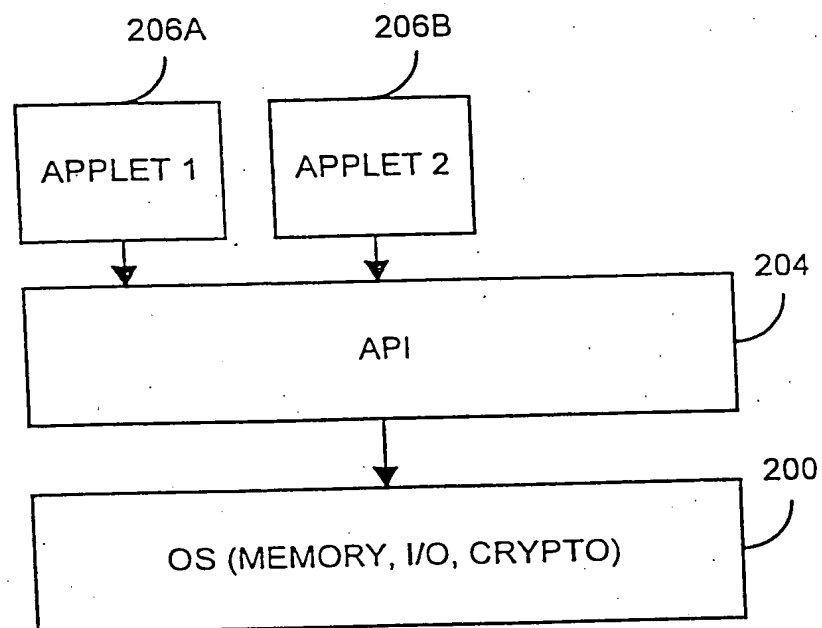 206A
206B
APPLET 1
APPLET 2
204
API
200
OS (MEMORY, I/O, CRYPTO)